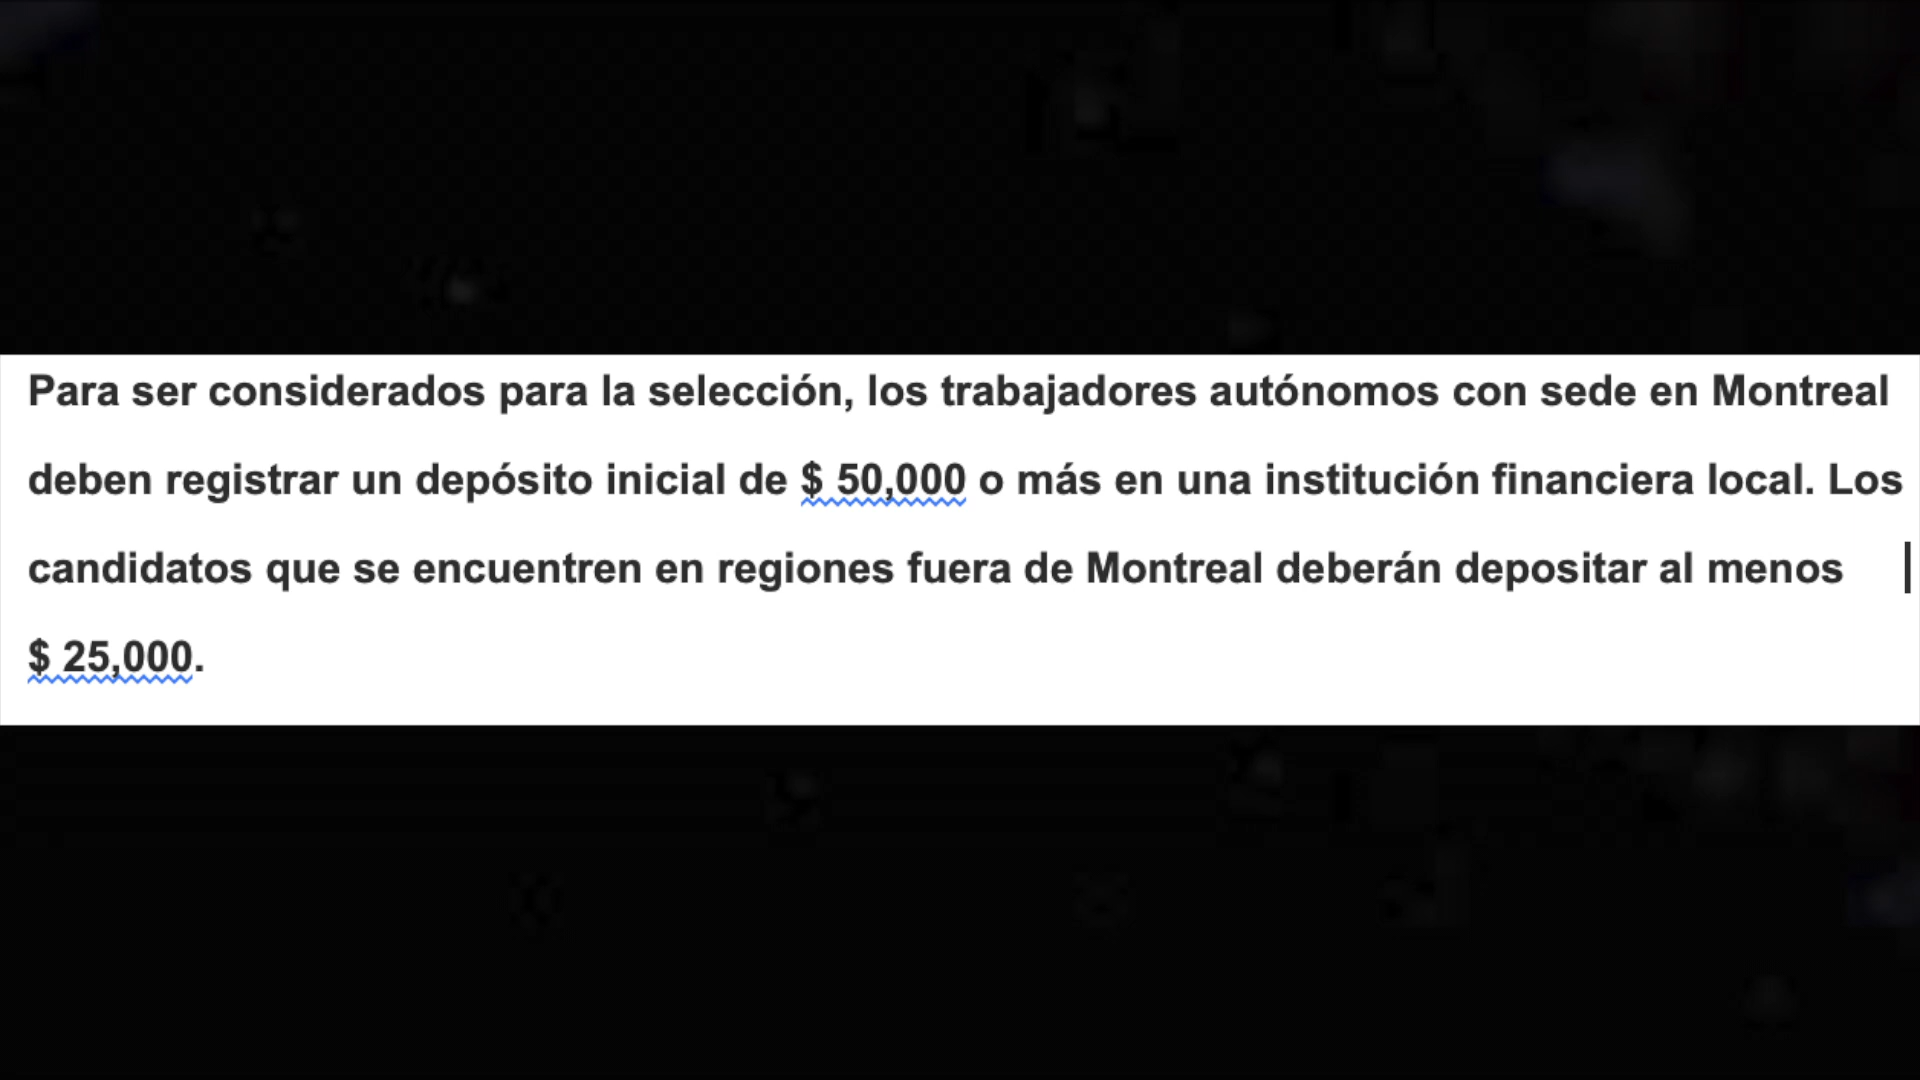 Para ser considerados para la selección, los trabajadores autónomos con sede en Montreal
deben registrar un depósito inicial de $ 50,000 o más en una institución financiera local. Los
candidatos que se encuentren en regiones fuera de Montreal deberán depositar al menos
$ 25,000.